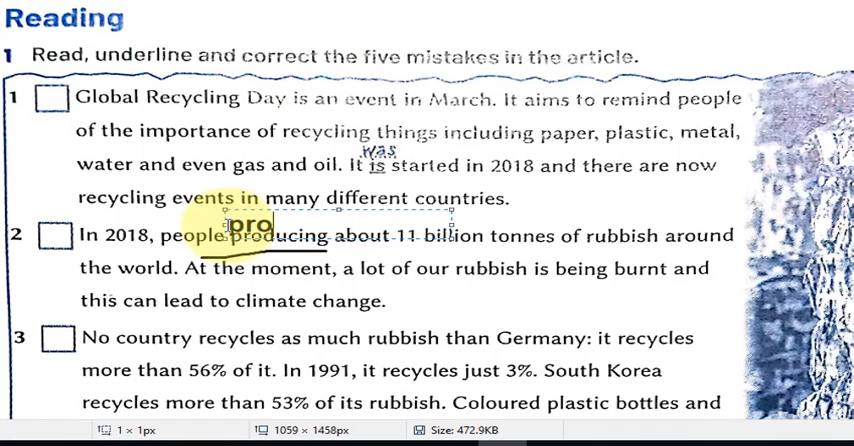 Reading
1 Read, underline and correct the five mistakes in the article.
1 Global Recycling Day is an event in March. It aims to remind people
of the importance of recycling things including paper, plastic, metal,
was
water and even gas and oil. It is started in 2018 and there are now
recycling events in many different countries.
pro
2 In 2018, people producing about 11 billion tonnes of rubbish around
the world. At the moment, a lot of our rubbish is being burnt and
this can lead to climate change.
3 No country recycles as much rubbish than Germany: it recycles
more than 56% of it. In 1991, it recycles just 3%. South Korea
recycles more than 53% of its rubbish. Coloured plastic bottles and
1 × 1px 1059 × 1458px Size: 472.9KB